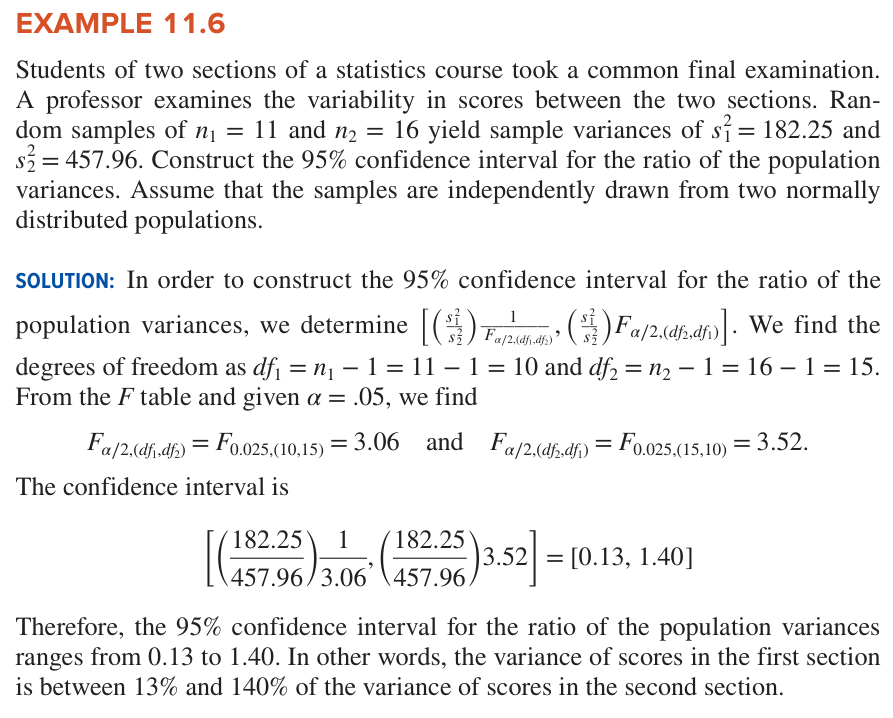 EXAMPLE 11.6
Students of two sections of a statistics course took a common final examination.
A professor examines the variability in scores between the two sections. Ran-
dom samples of n₁ = 11 and n₂ = 16 yield sample variances of s₁² = 182.25 and
s₂² = 457.96. Construct the 95% confidence interval for the ratio of the population
variances. Assume that the samples are independently drawn from two normally
distributed populations.
SOLUTION: In order to construct the 95% confidence interval for the ratio of the
population variances, we determine [(s₁²/s₂²) 1/F_{α/2,(df₁,df₂)}, (s₁²/s₂²) F_{α/2,(df₂,df₁)}]. We find the
degrees of freedom as df₁ = n₁ − 1 = 11 − 1 = 10 and df₂ = n₂ − 1 = 16 − 1 = 15.
From the F table and given α = .05, we find
F_{α/2,(df₁,df₂)} = F_{0.025,(10,15)} = 3.06 and F_{α/2,(df₂,df₁)} = F_{0.025,(15,10)} = 3.52.
The confidence interval is
[(182.25/457.96) 1/3.06, (182.25/457.96) 3.52] = [0.13, 1.40]
Therefore, the 95% confidence interval for the ratio of the population variances
ranges from 0.13 to 1.40. In other words, the variance of scores in the first section
is between 13% and 140% of the variance of scores in the second section.